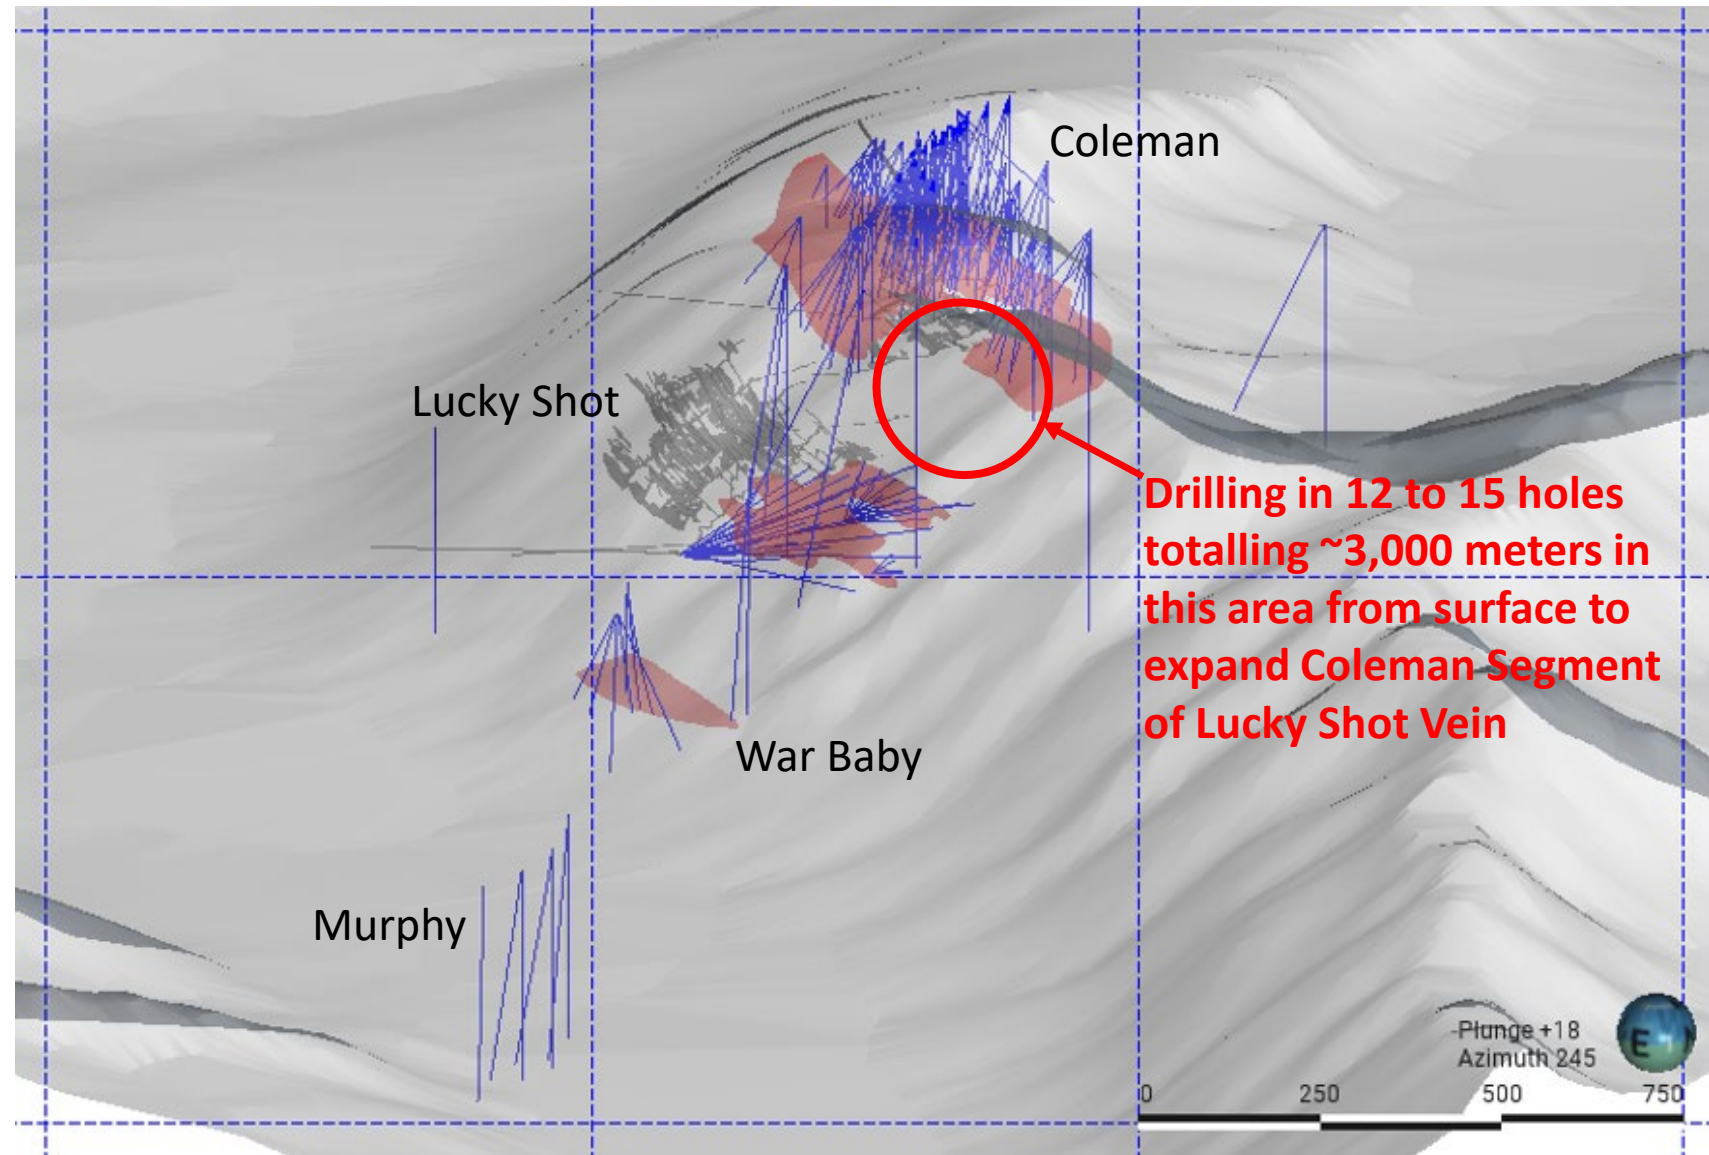 Coleman
Lucky Shot
Drilling in 12 to 15 holes
totalling ~3,000 meters in
this area from surface to
expand Coleman Segment
of Lucky Shot Vein
War Baby
Murphy
Plunge +18
Azimuth 245
E
0 250 500 750